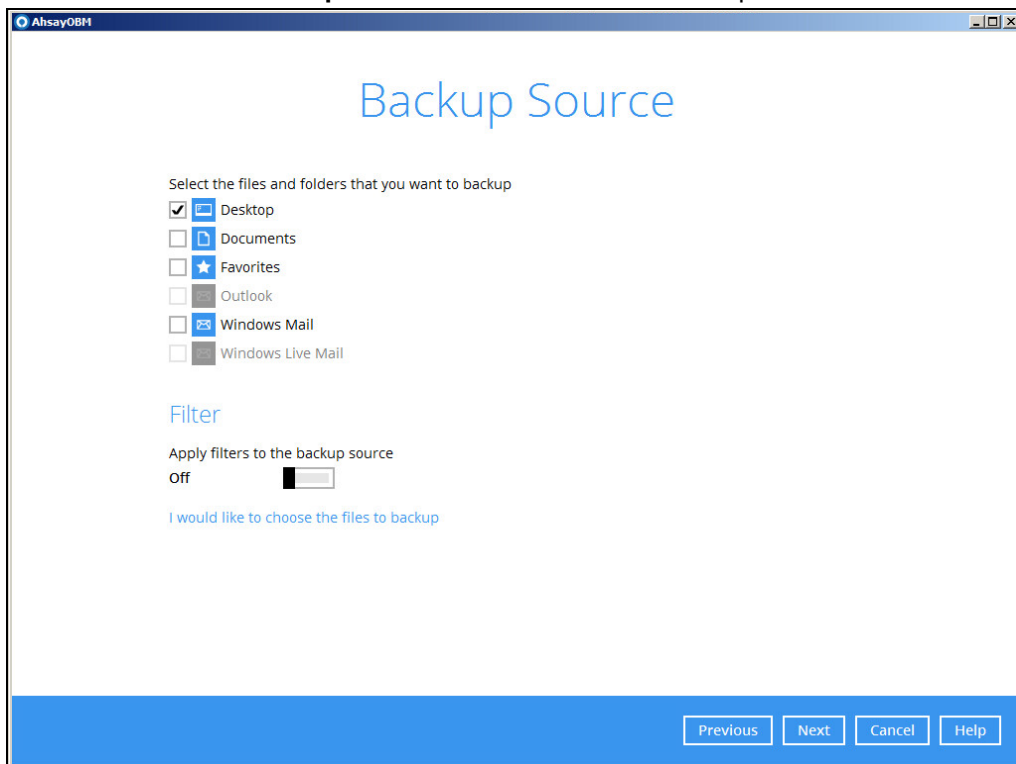 AhsayOBM
Backup Source
Select the files and folders that you want to backup
Desktop
Documents
Favorites
Outlook
Windows Mail
Windows Live Mail
Filter
Apply filters to the backup source
Off
I would like to choose the files to backup
Previous Next Cancel Help